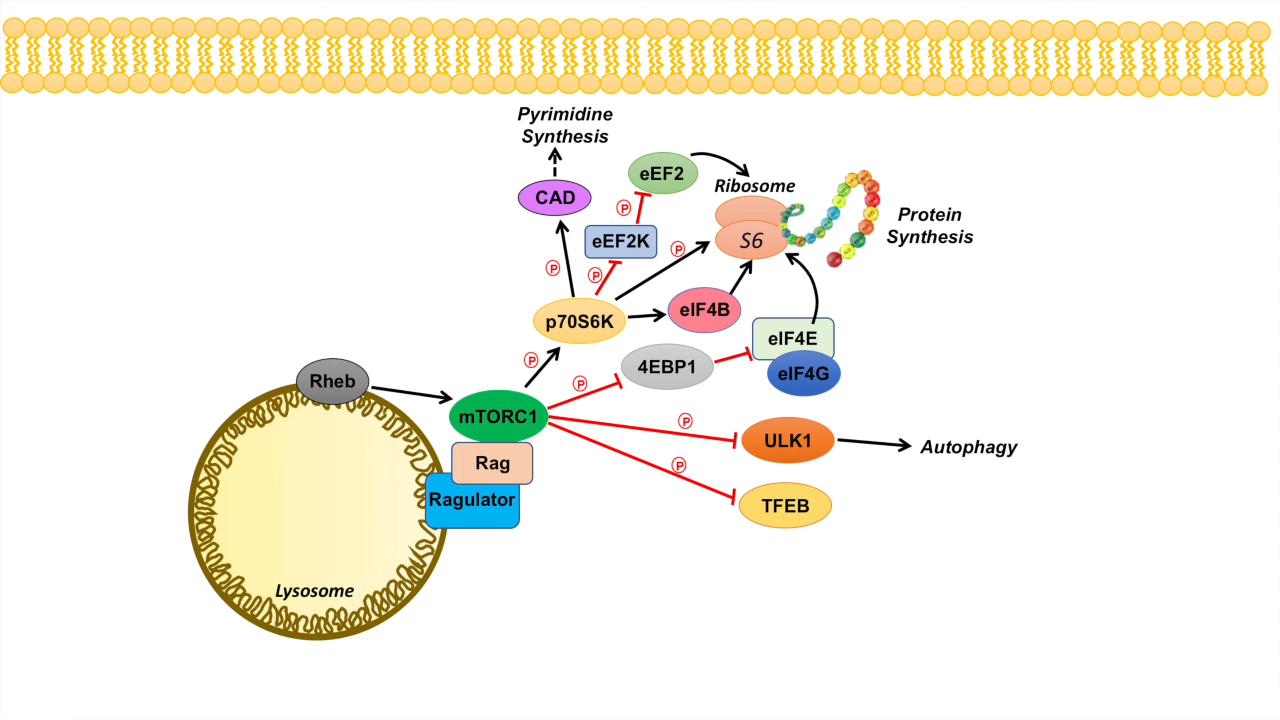 Pyrimidine
Synthesis
eEF2
CAD
Ribosome
P
Protein
Synthesis
eEF2K
S6
P
P
P
eIF4B
p70S6K
eIF4E
P
4EBP1
eIF4G
Rheb
P
mTORC1
P
ULK1
Autophagy
Rag
P
Ragulator
TFEB
Lysosome